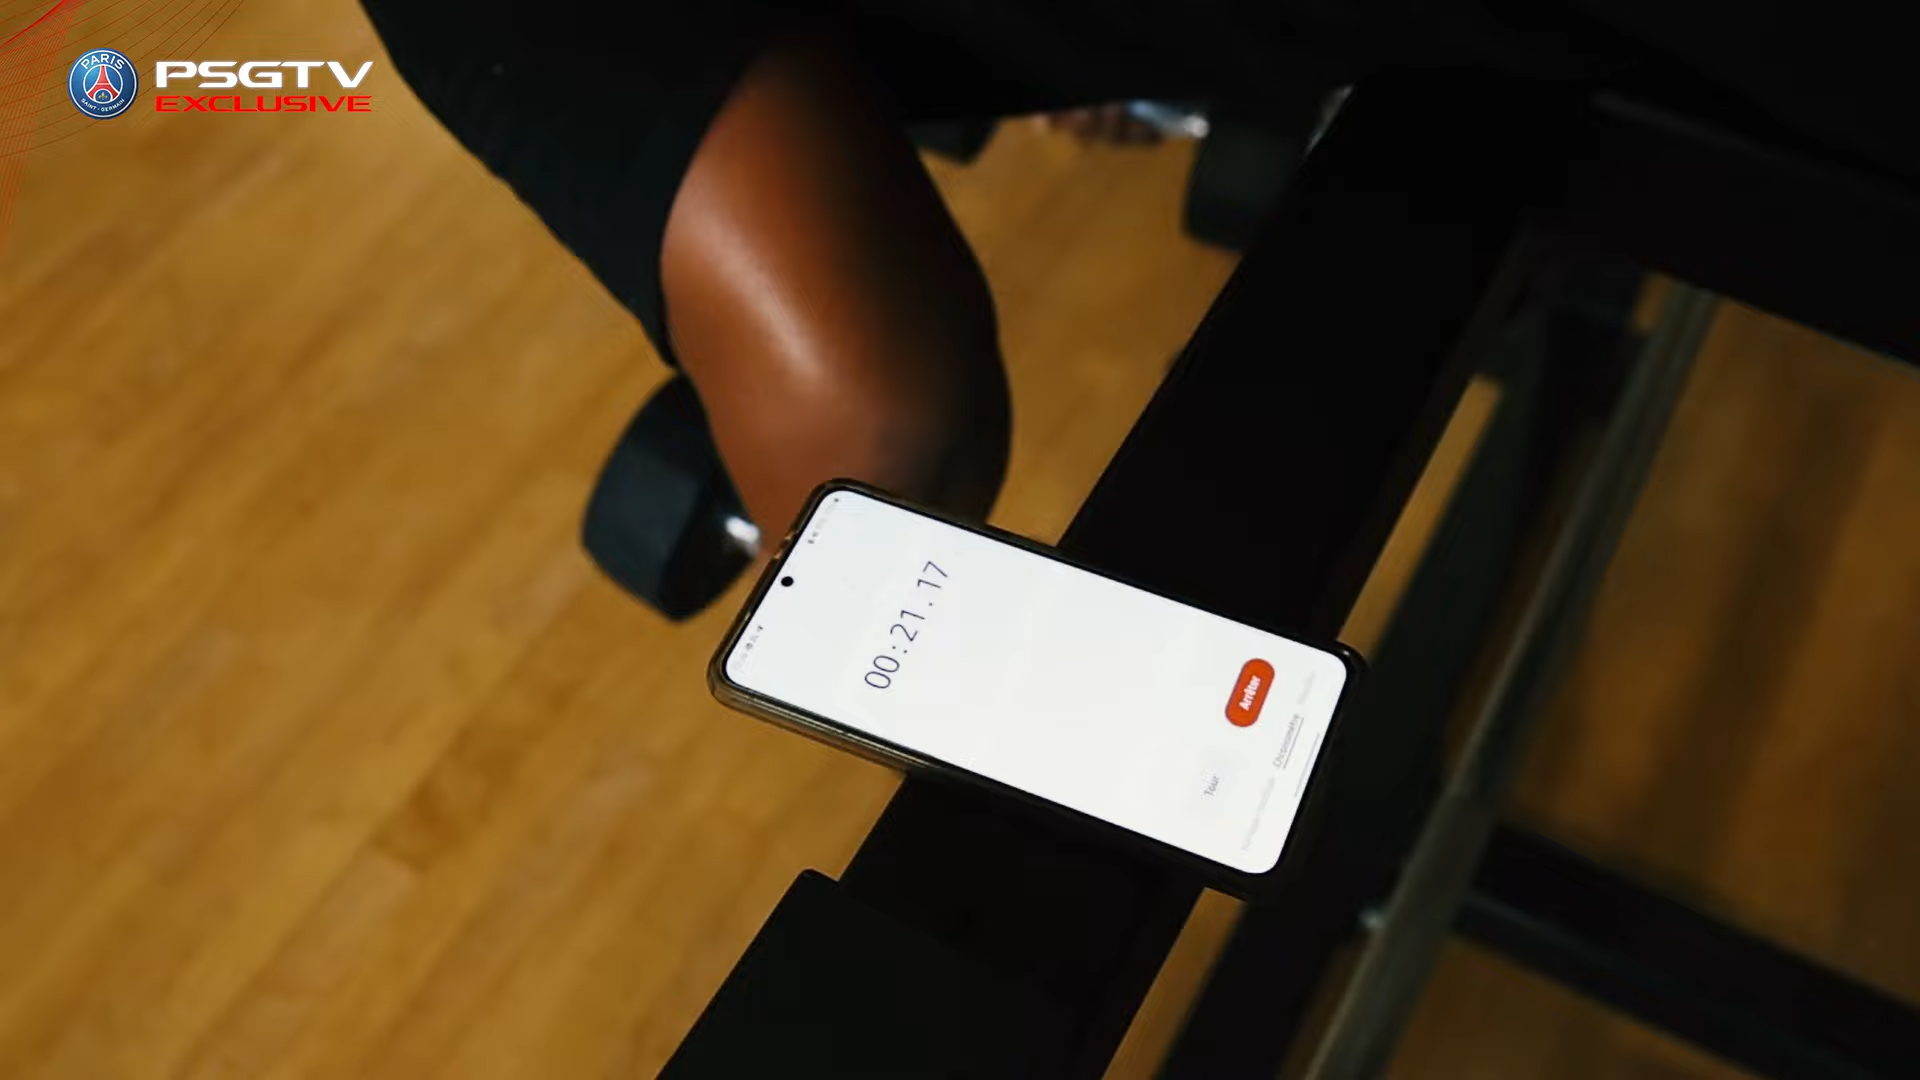 PARIS
SAINT-GERMAIN
PSGTV
EXCLUSIVE
00:21.17
Arrêter
Tour
Chronomètre